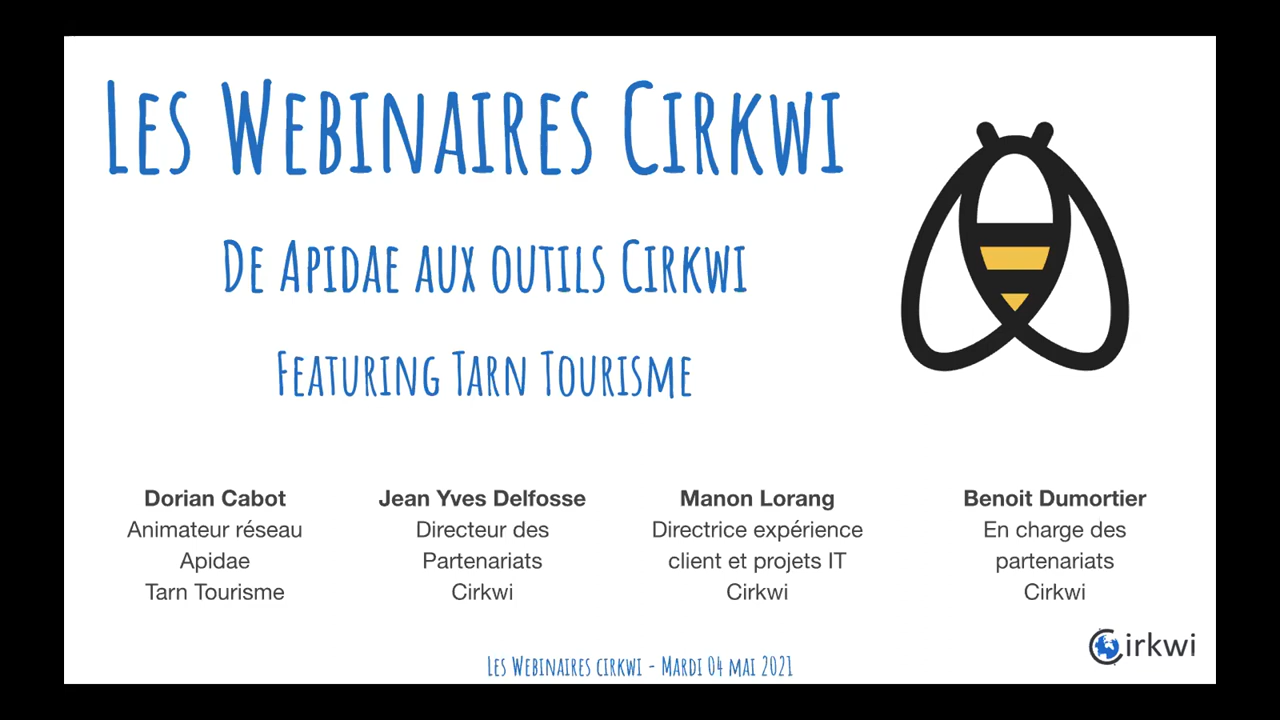 Les Webinaires Cirkwi
De Apidae aux outils Cirkwi
Featuring Tarn Tourisme
Dorian Cabot
Animateur réseau
Apidae
Tarn Tourisme
Jean Yves Delfosse
Directeur des
Partenariats
Cirkwi
Manon Lorang
Directrice expérience
client et projets IT
Cirkwi
Benoit Dumortier
En charge des
partenariats
Cirkwi
Cirkwi
Les Webinaires cirkwi - Mardi 04 mai 2021